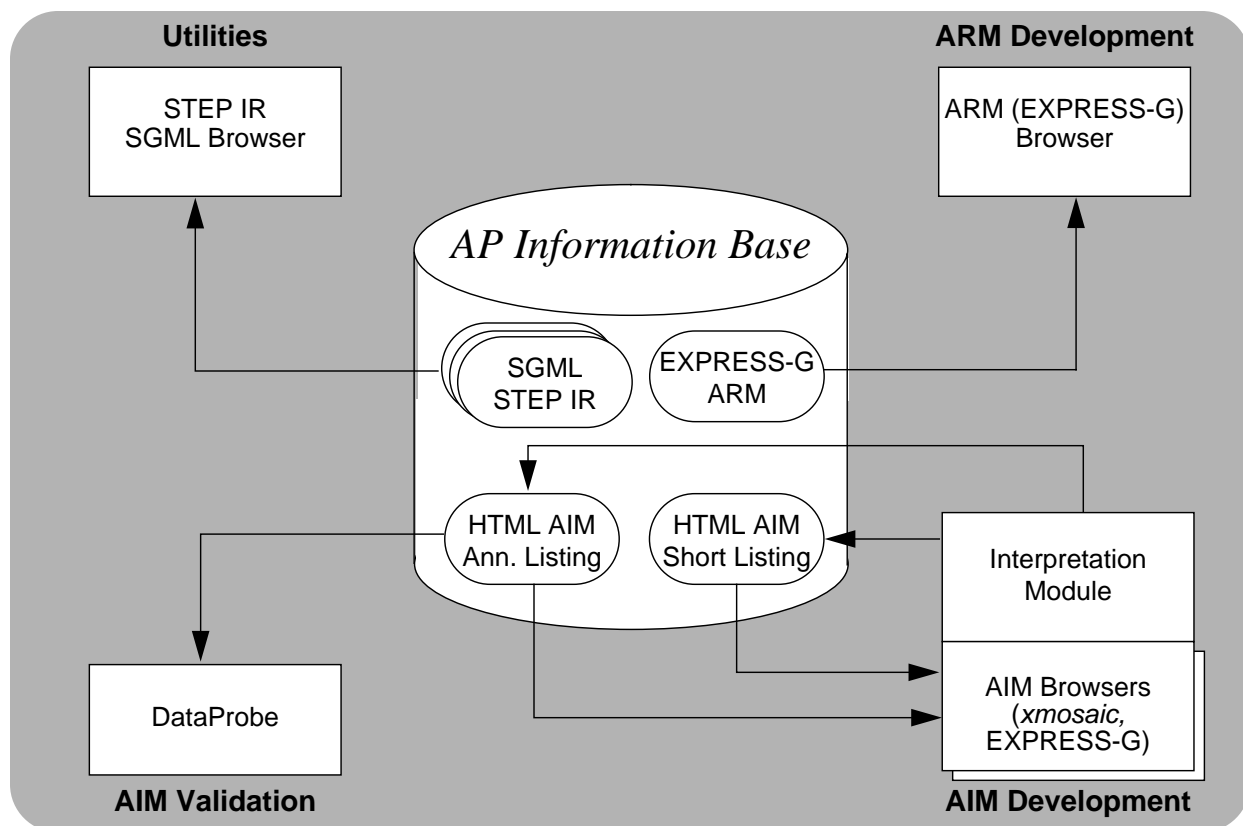 Utilities
ARM Development
STEP IR
SGML Browser
ARM (EXPRESS-G)
Browser
AP Information Base
SGML
STEP IR
EXPRESS-G
ARM
HTML AIM
Ann. Listing
HTML AIM
Short Listing
Interpretation
Module
DataProbe
AIM Browsers
(xmosaic,
EXPRESS-G)
AIM Validation
AIM Development